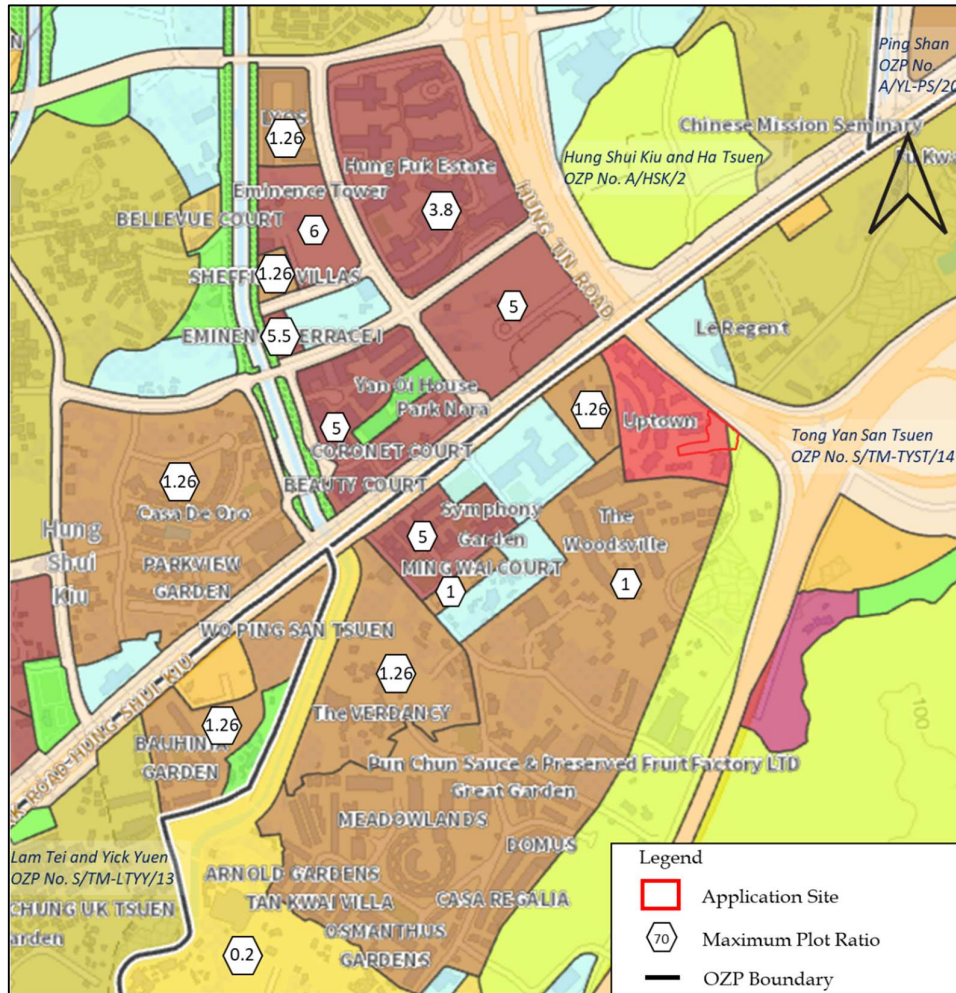 Ping Shan
OZP No.
A/YL-PS/20
LYOS
1.26
Chinese Mission Seminary
Hung Fuk Estate
Hung Shui Kiu and Ha Tsuen
OZP No. A/HSK/2
Eminence Tower
3.8
HUNG TIN ROAD
BELLEVUE COURT
6
SHEFFIELD VILLAS
1.26
5
Le Regent
5.5
Yan Oi House
Park Nara
1.26
Uptown
5
CORONET COURT
Tong Yan San Tsuen
OZP No. S/TM-TYST/14
1.26
BEAUTY COURT
Casa De Oro
Symphony
Garden
The
Woodsville
Hung
Shui
Kiu
5
PARKVIEW
GARDEN
MING WAI COURT
1
1
WO PING SAN TSUEN
1.26
The VERDANCY
1.26
BAUHINIA
GARDEN
100
Pun Chun Sauce & Preserved Fruit Factory LTD
Great Garden
MEADOWLANDS
DOMUS
Lam Tei and Yick Yuen
OZP No. S/TM-LTYY/13
ARNOLD GARDENS
CHUNG UK TSUEN
TAN KWAI VILLA
CASA REGALIA
OSMANTHUS
GARDENS
0.2
Legend
Application Site
70 Maximum Plot Ratio
OZP Boundary